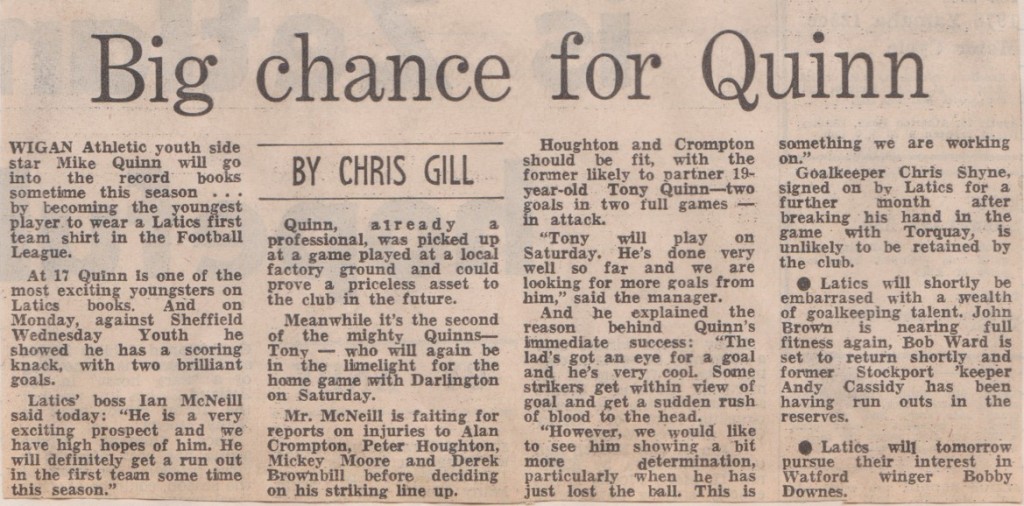 Big chance for Quinn
WIGAN Athletic youth side
star Mike Quinn will go
into the record books
sometime this season . . .
by becoming the youngest
player to wear a Latics first
team shirt in the Football
League.
At 17 Quinn is one of the
most exciting youngsters on
Latics books. And on
Monday, against Sheffield
Wednesday Youth he
showed he has a scoring
knack, with two brilliant
goals.
Latics' boss Ian McNeill
said today: "He is a very
exciting prospect and we
have high hopes of him. He
will definitely get a run out
in the first team some time
this season."
BY CHRIS GILL
Quinn, already a
professional, was picked up
at a game played at a local
factory ground and could
prove a priceless asset to
the club in the future.
Meanwhile it's the second
of the mighty Quinns—
Tony — who will again be
in the limelight for the
home game with Darlington
on Saturday.
Mr. McNeill is faiting for
reports on injuries to Alan
Crompton, Peter Houghton,
Mickey Moore and Derek
Brownbill before deciding
on his striking line up.
Houghton and Crompton
should be fit, with the
former likely to partner 19-
year-old Tony Quinn—two
goals in two full games —
in attack.
"Tony will play on
Saturday. He's done very
well so far and we are
looking for more goals from
him," said the manager.
And he explained the
reason behind Quinn's
immediate success: "The
lad's got an eye for a goal
and he's very cool. Some
strikers get within view of
goal and get a sudden rush
of blood to the head.
"However, we would like
to see him showing a bit
more determination,
particularly when he has
just lost the ball. This is
something we are working
on."
Goalkeeper Chris Shyne,
signed on by Latics for a
further month after
breaking his hand in the
game with Torquay, is
unlikely to be retained by
the club.
● Latics will shortly be
embarrased with a wealth
of goalkeeping talent. John
Brown is nearing full
fitness again, Bob Ward is
set to return shortly and
former Stockport 'keeper
Andy Cassidy has been
having run outs in the
reserves.
● Latics will tomorrow
pursue their interest in
Watford winger Bobby
Downes.